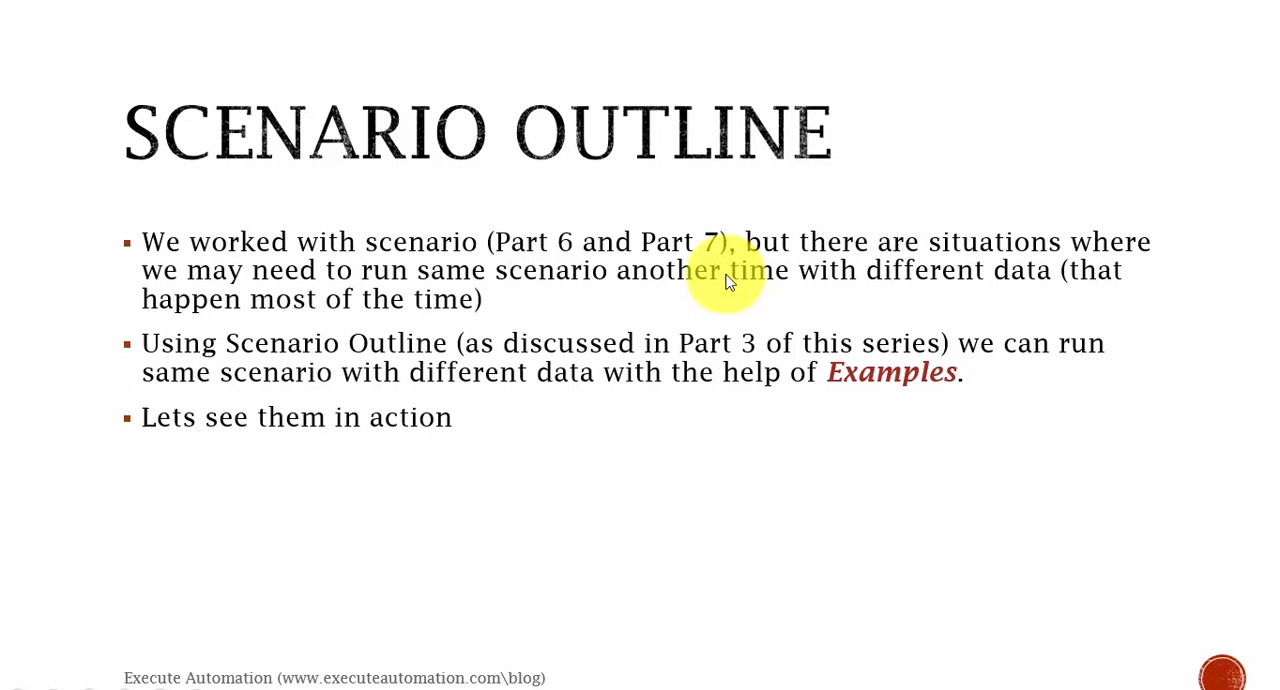 SCENARIO OUTLINE
▪ We worked with scenario (Part 6 and Part 7), but there are situations where
we may need to run same scenario another time with different data (that
happen most of the time)
▪ Using Scenario Outline (as discussed in Part 3 of this series) we can run
same scenario with different data with the help of Examples.
▪ Lets see them in action
Execute Automation (www.executeautomation.com\blog)